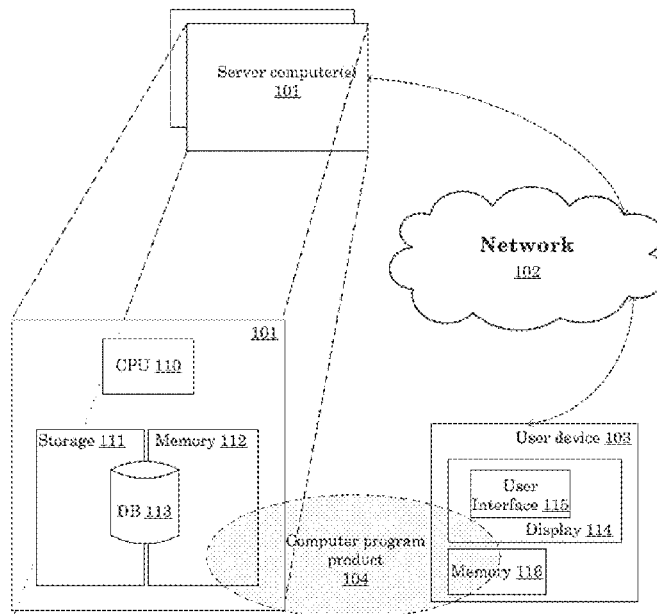 Server computer(s)
101
Network
102
101
CPU 110
Storage 111
Memory 112
DB 113
User device 103
User
Interface 115
Display 114
Computer program
product
104
Memory 116